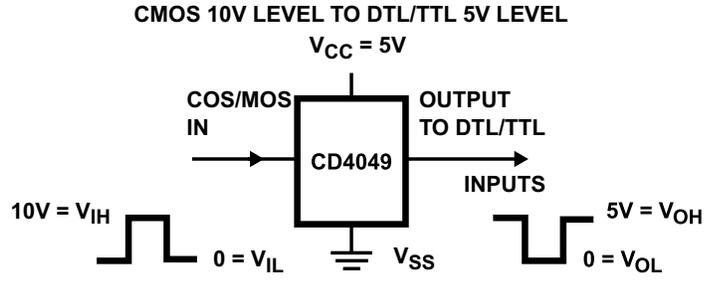 CMOS 10V LEVEL TO DTL/TTL 5V LEVEL
VCC = 5V
COS/MOS
IN
OUTPUT
TO DTL/TTL
CD4049
INPUTS
10V = VIH
0 = VIL
VSS
5V = VOH
0 = VOL